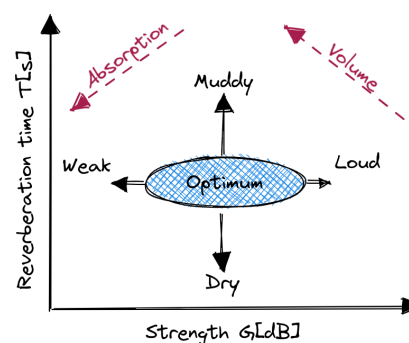 Absorption
Volume
Muddy
Weak
Loud
Optimum
Dry
Reverberation time T[s]
Strength G[dB]